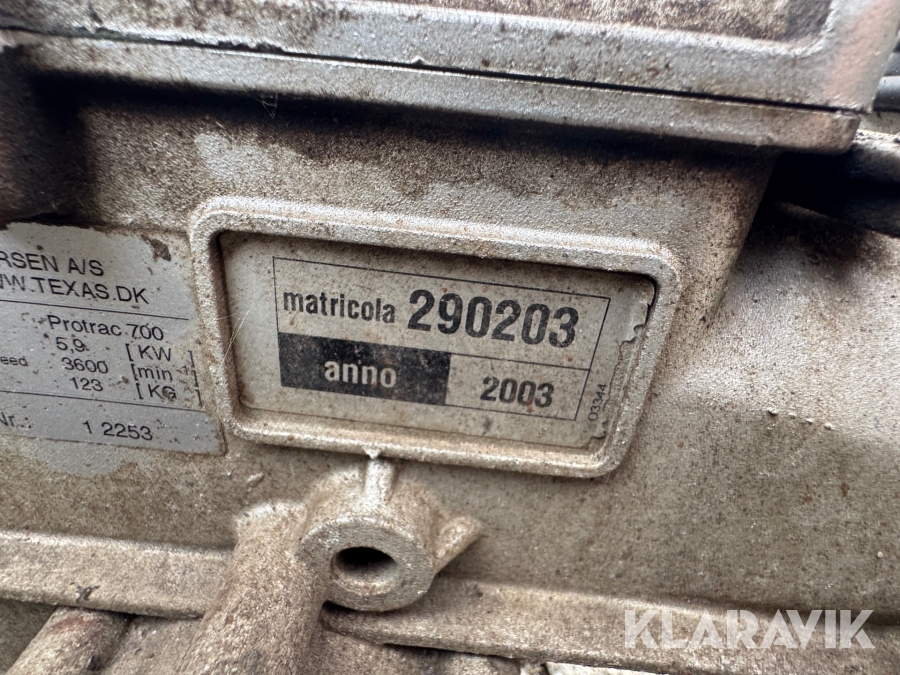 RSEN A/S
WW.TEXAS.DK
Protrac 700
5,9 [KW]
eed 3600 [min
123 [KG]
Nr.: 1 2253
matricola 290203
anno 2003
03344
KLARAVIK